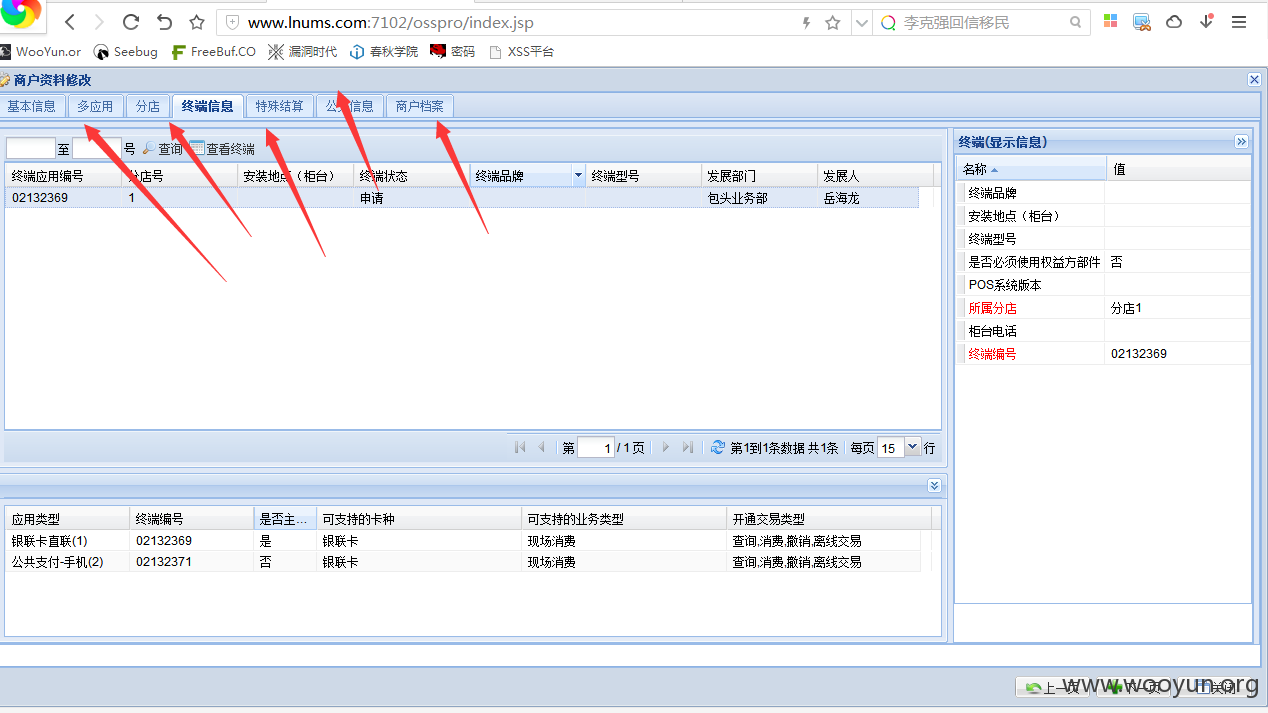 www.lnums.com:7102/osspro/index.jsp 李克强回信移民
WooYun.or Seebug FreeBuf.CO 漏洞时代 春秋学院 密码 XSS平台
商户资料修改
基本信息 多应用 分店 终端信息 特殊结算 信息 商户档案
至 号 查询 查看终端
终端应用编号 分店号 安装地点（柜台） 终端状态 终端品牌 终端型号 发展部门 发展人
02132369 1 申请 包头业务部 岳海龙
终端(显示信息)
名称 值
终端品牌
安装地点（柜台）
终端型号
是否必须使用权益方部件 否
POS系统版本
所属分店 分店1
柜台电话
终端编号 02132369
第 1 / 1页 第1到1条数据 共1条 每页 15 行
应用类型 终端编号 是否主... 可支持的卡种 可支持的业务类型 开通交易类型
银联卡直联(1) 02132369 是 银联卡 现场消费 查询,消费,撤销,离线交易
公共支付-手机(2) 02132371 否 银联卡 现场消费 查询,消费,撤销,离线交易
上一页 下一页 关闭
www.wooyun.org